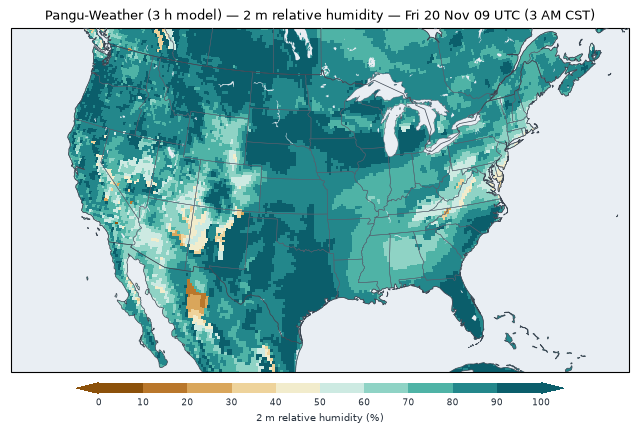 Pangu-Weather (3 h model) — 2 m relative humidity — Fri 20 Nov 09 UTC (3 AM CST)
0 10 20 30 40 50 60 70 80 90 100
2 m relative humidity (%)